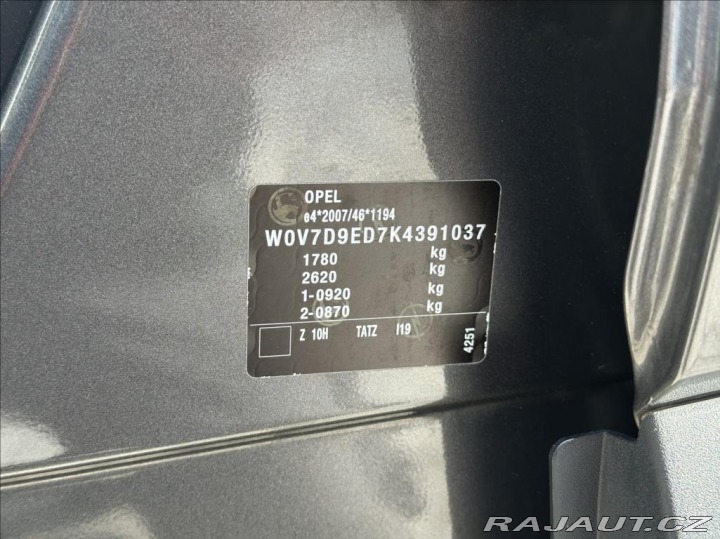 OPEL
e4*2007/46*1194
W0V7D9ED7K4391037
1780 kg
2620 kg
1-0920 kg
2-0870 kg
Z 10H TATZ I19
4251
RAJAUT.CZ